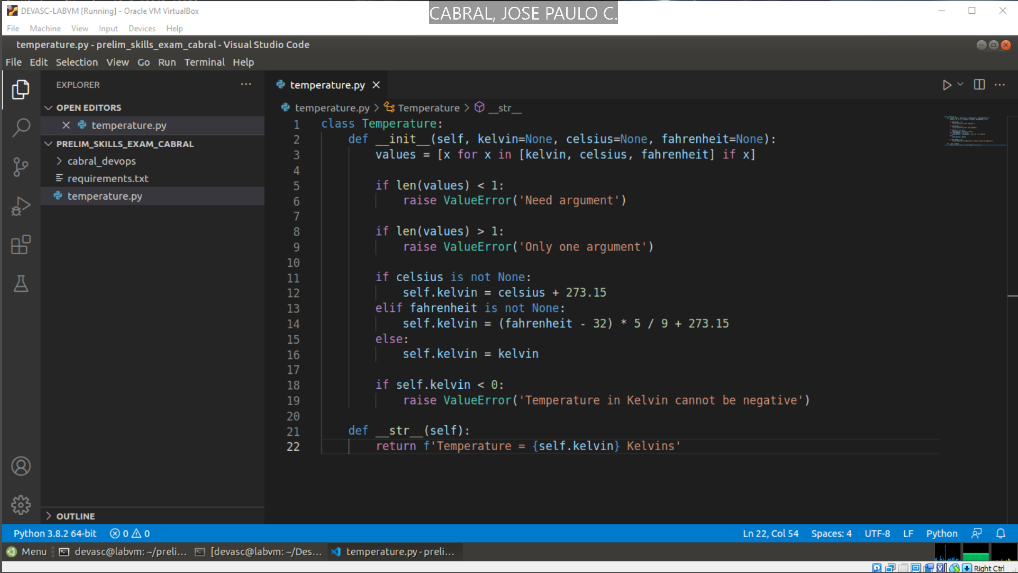 DEVASC-LABVM [Running] - Oracle VM VirtualBox
CABRAL, JOSE PAULO C.
File Machine View Input Devices Help
temperature.py - prelim_skills_exam_cabral - Visual Studio Code
File Edit Selection View Go Run Terminal Help
EXPLORER
OPEN EDITORS
temperature.py
PRELIM_SKILLS_EXAM_CABRAL
cabral_devops
requirements.txt
temperature.py
OUTLINE
temperature.py
temperature.py > Temperature > __str__
1 class Temperature:
2     def __init__(self, kelvin=None, celsius=None, fahrenheit=None):
3         values = [x for x in [kelvin, celsius, fahrenheit] if x]
4
5         if len(values) < 1:
6             raise ValueError('Need argument')
7
8         if len(values) > 1:
9             raise ValueError('Only one argument')
10
11         if celsius is not None:
12             self.kelvin = celsius + 273.15
13         elif fahrenheit is not None:
14             self.kelvin = (fahrenheit - 32) * 5 / 9 + 273.15
15         else:
16             self.kelvin = kelvin
17
18         if self.kelvin < 0:
19             raise ValueError('Temperature in Kelvin cannot be negative')
20
21     def __str__(self):
22         return f'Temperature = {self.kelvin} Kelvins'
Python 3.8.2 64-bit 0 0 Ln 22, Col 54 Spaces: 4 UTF-8 LF Python
Menu devasc@labvm: ~/preli... [devasc@labvm: ~/Des... temperature.py - preli...
Right Ctrl